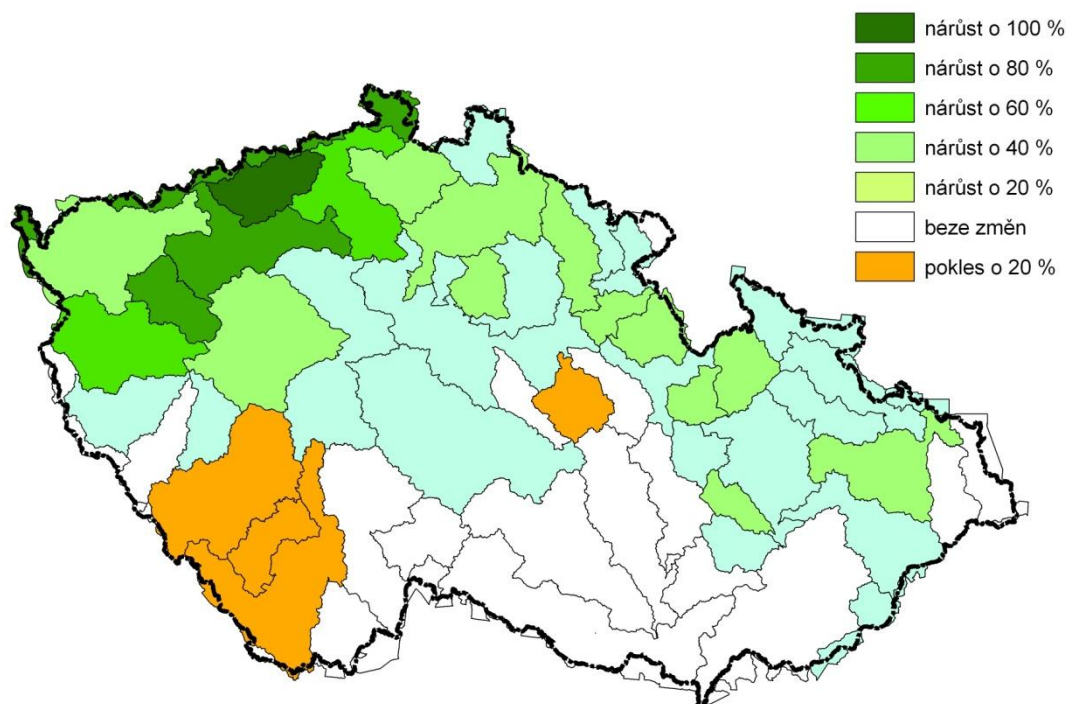 nárůst o 100 %
nárůst o 80 %
nárůst o 60 %
nárůst o 40 %
nárůst o 20 %
beze změn
pokles o 20 %